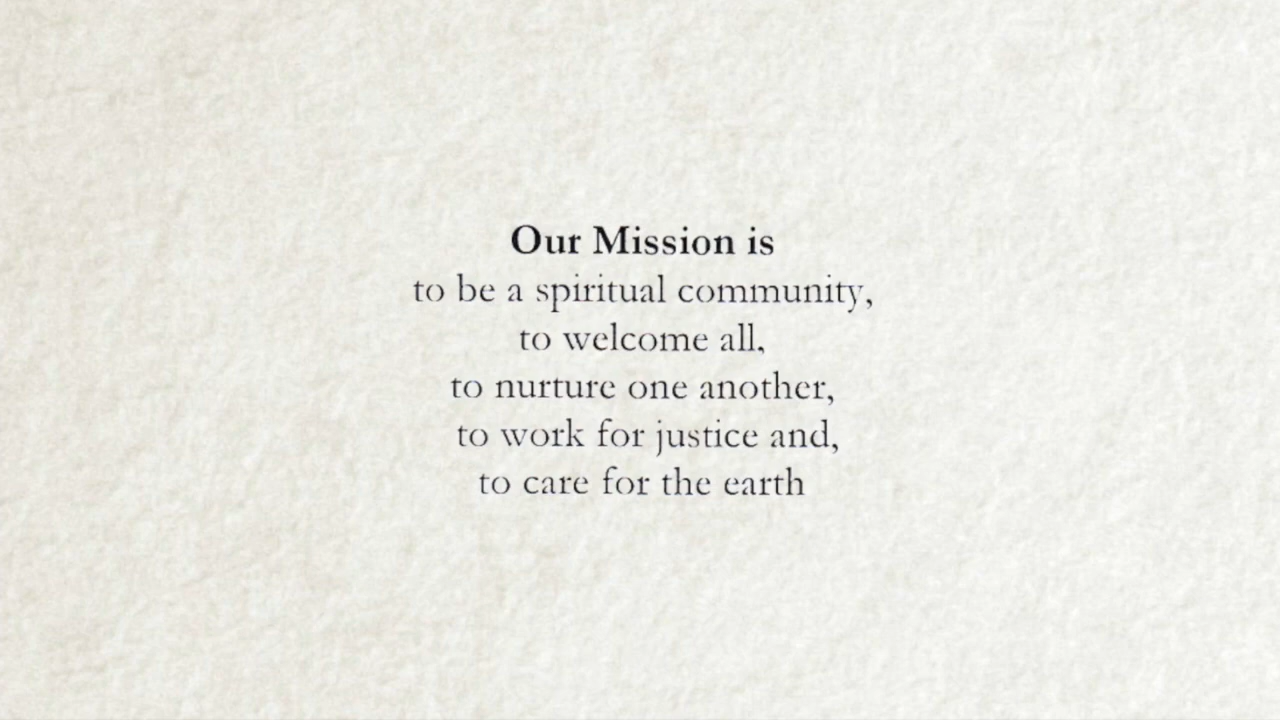 Our Mission is
to be a spiritual community,
to welcome all,
to nurture one another,
to work for justice and,
to care for the earth